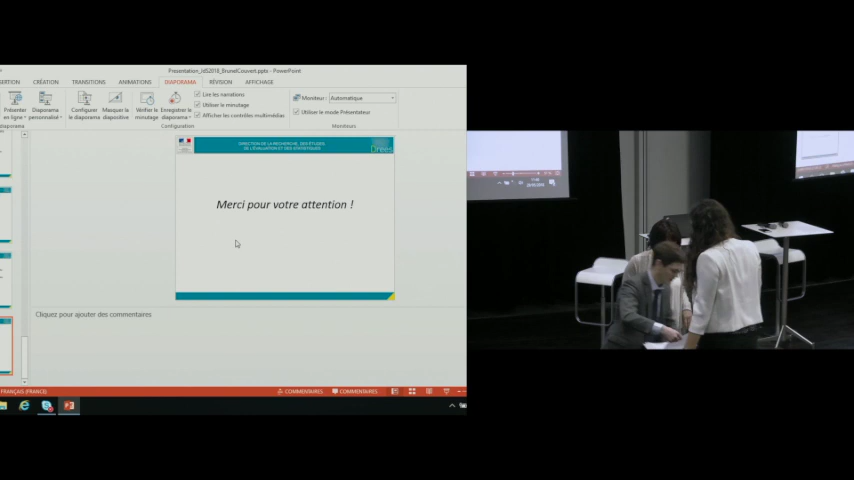 Presentation_JdS2016_BrunelCouvert.pptx - PowerPoint
SERTION CRÉATION TRANSITIONS ANIMATIONS DIAPORAMA RÉVISION AFFICHAGE
Présenter en ligne
Diaporama personnalisé
Configurer le diaporama
Masquer la diapositive
Vérifier le minutage
Enregistrer le diaporama
Lire les narrations
Utiliser le minutage
Afficher les contrôles multimédias
Moniteur : Automatique
Utiliser le mode Présentateur
diaporama
Configuration
Moniteurs
DIRECTION DE LA RECHERCHE, DES ÉTUDES,
DE L'ÉVALUATION ET DES STATISTIQUES
Drees
Merci pour votre attention !
Cliquez pour ajouter des commentaires
FRANÇAIS (FRANCE)
COMMENTAIRES COMMENTAIRES